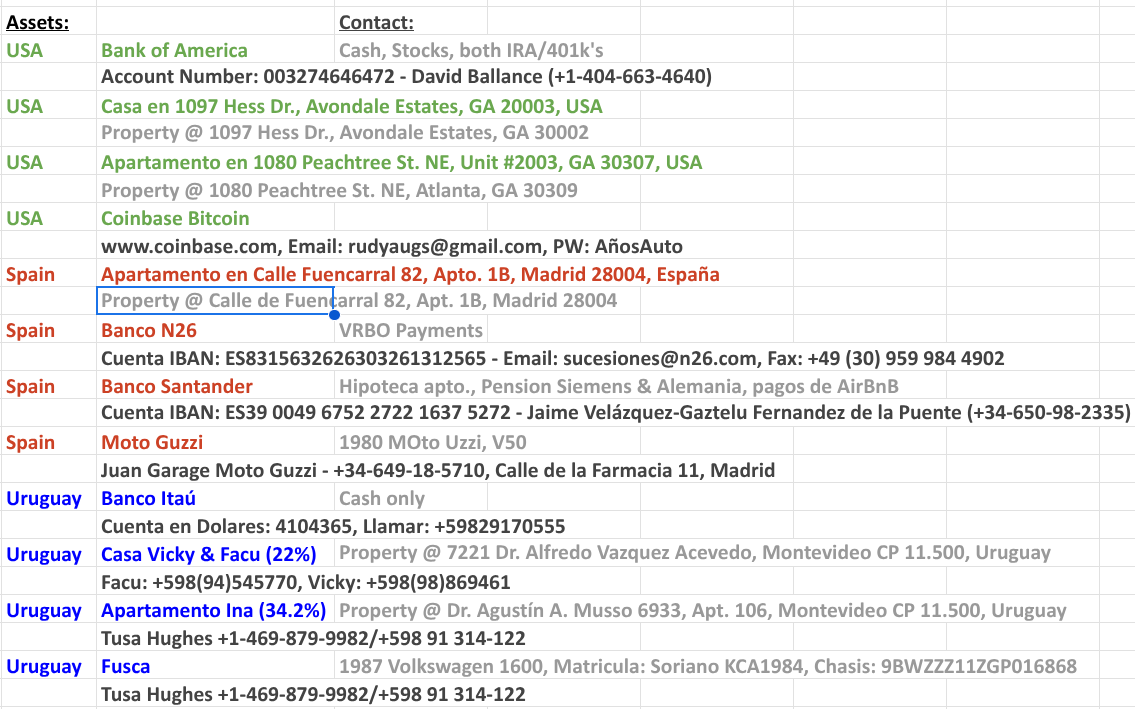 Assets: Contact:
USA Bank of America Cash, Stocks, both IRA/401k's
Account Number: 003274646472 - David Ballance (+1-404-663-4640)
USA Casa en 1097 Hess Dr., Avondale Estates, GA 20003, USA
Property @ 1097 Hess Dr., Avondale Estates, GA 30002
USA Apartamento en 1080 Peachtree St. NE, Unit #2003, GA 30307, USA
Property @ 1080 Peachtree St. NE, Atlanta, GA 30309
USA Coinbase Bitcoin
www.coinbase.com, Email: rudyaugs@gmail.com, PW: AñosAuto
Spain Apartamento en Calle Fuencarral 82, Apto. 1B, Madrid 28004, España
Property @ Calle de Fuencarral 82, Apt. 1B, Madrid 28004
Spain Banco N26 VRBO Payments
Cuenta IBAN: ES8315632626303261312565 - Email: sucesiones@n26.com, Fax: +49 (30) 959 984 4902
Spain Banco Santander Hipoteca apto., Pension Siemens & Alemania, pagos de AirBnB
Cuenta IBAN: ES39 0049 6752 2722 1637 5272 - Jaime Velázquez-Gaztelu Fernandez de la Puente (+34-650-98-2335)
Spain Moto Guzzi 1980 MOto Uzzi, V50
Juan Garage Moto Guzzi - +34-649-18-5710, Calle de la Farmacia 11, Madrid
Uruguay Banco Itaú Cash only
Cuenta en Dolares: 4104365, Llamar: +59829170555
Uruguay Casa Vicky & Facu (22%) Property @ 7221 Dr. Alfredo Vazquez Acevedo, Montevideo CP 11.500, Uruguay
Facu: +598(94)545770, Vicky: +598(98)869461
Uruguay Apartamento Ina (34.2%) Property @ Dr. Agustín A. Musso 6933, Apt. 106, Montevideo CP 11.500, Uruguay
Tusa Hughes +1-469-879-9982/+598 91 314-122
Uruguay Fusca 1987 Volkswagen 1600, Matricula: Soriano KCA1984, Chasis: 9BWZZZ11ZGP016868
Tusa Hughes +1-469-879-9982/+598 91 314-122